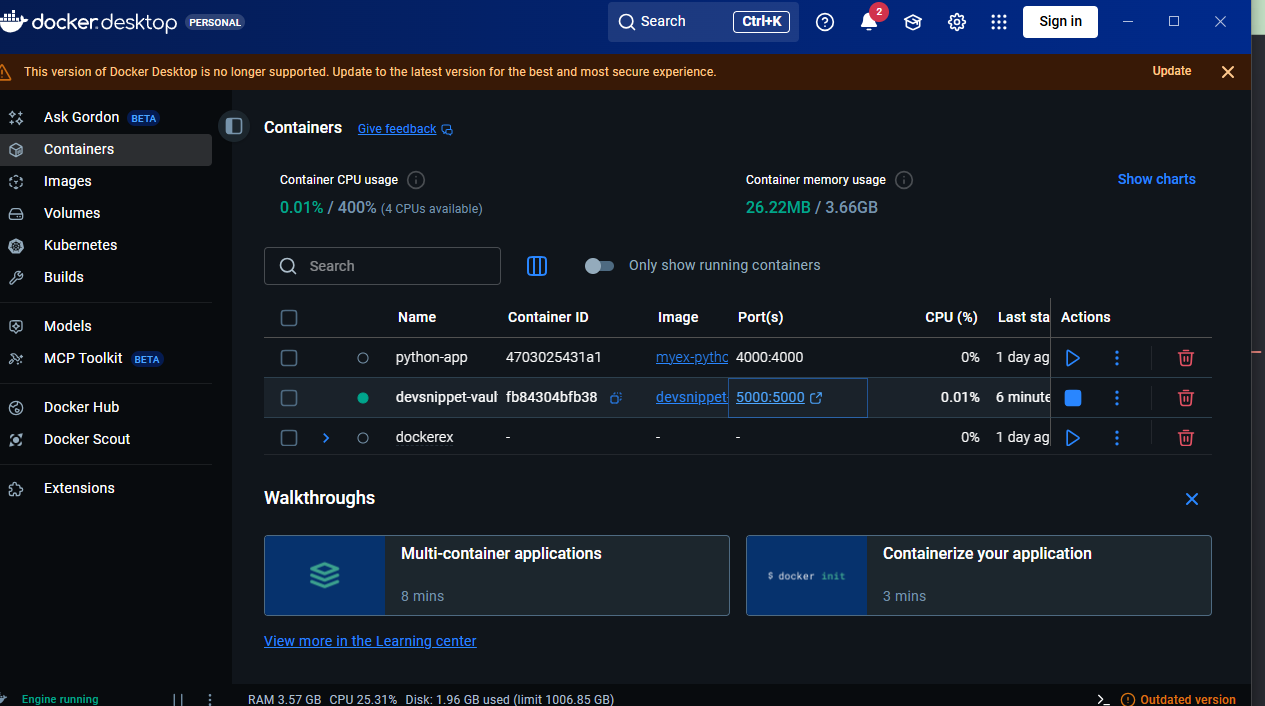 docker.desktop PERSONAL Search Ctrl+K 2 Sign in
This version of Docker Desktop is no longer supported. Update to the latest version for the best and most secure experience. Update
Ask Gordon BETA
Containers
Images
Volumes
Kubernetes
Builds
Models
MCP Toolkit BETA
Docker Hub
Docker Scout
Extensions
Containers Give feedback
Container CPU usage
0.01% / 400% (4 CPUs available)
Container memory usage
26.22MB / 3.66GB
Show charts
Search
Only show running containers
Name Container ID Image Port(s) CPU (%) Last sta Actions
python-app 4703025431a1 myex-pytho 4000:4000 0% 1 day ag
devsnippet-vaul fb84304bfb38 devsnippet 5000:5000 0.01% 6 minute
dockerex - - - 0% 1 day ag
Walkthroughs
Multi-container applications
8 mins
$ docker init
Containerize your application
3 mins
View more in the Learning center
Engine running RAM 3.57 GB CPU 25.31% Disk: 1.96 GB used (limit 1006.85 GB) >_ Outdated version